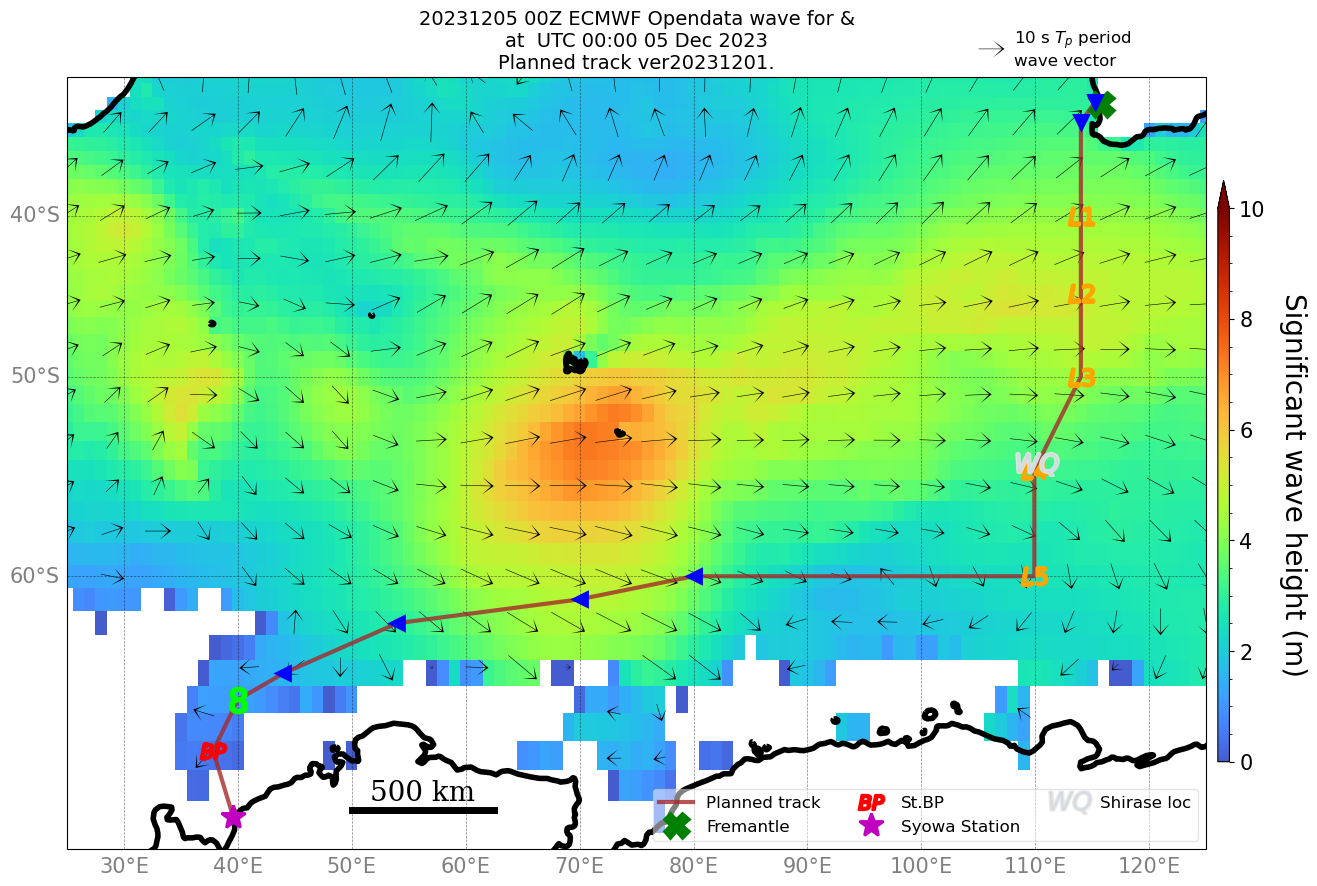 20231205 00Z ECMWF Opendata wave for &
at  UTC 00:00 05 Dec 2023
Planned track ver20231201.
10 s Tp period
wave vector
40°S
50°S
60°S
L1
L2
L3
WQ
L5
8
BP
500 km
Planned track
Fremantle
BP St.BP
Syowa Station
WQ Shirase loc
30°E 40°E 50°E 60°E 70°E 80°E 90°E 100°E 110°E 120°E
10
8
6
4
2
0
Significant wave height (m)